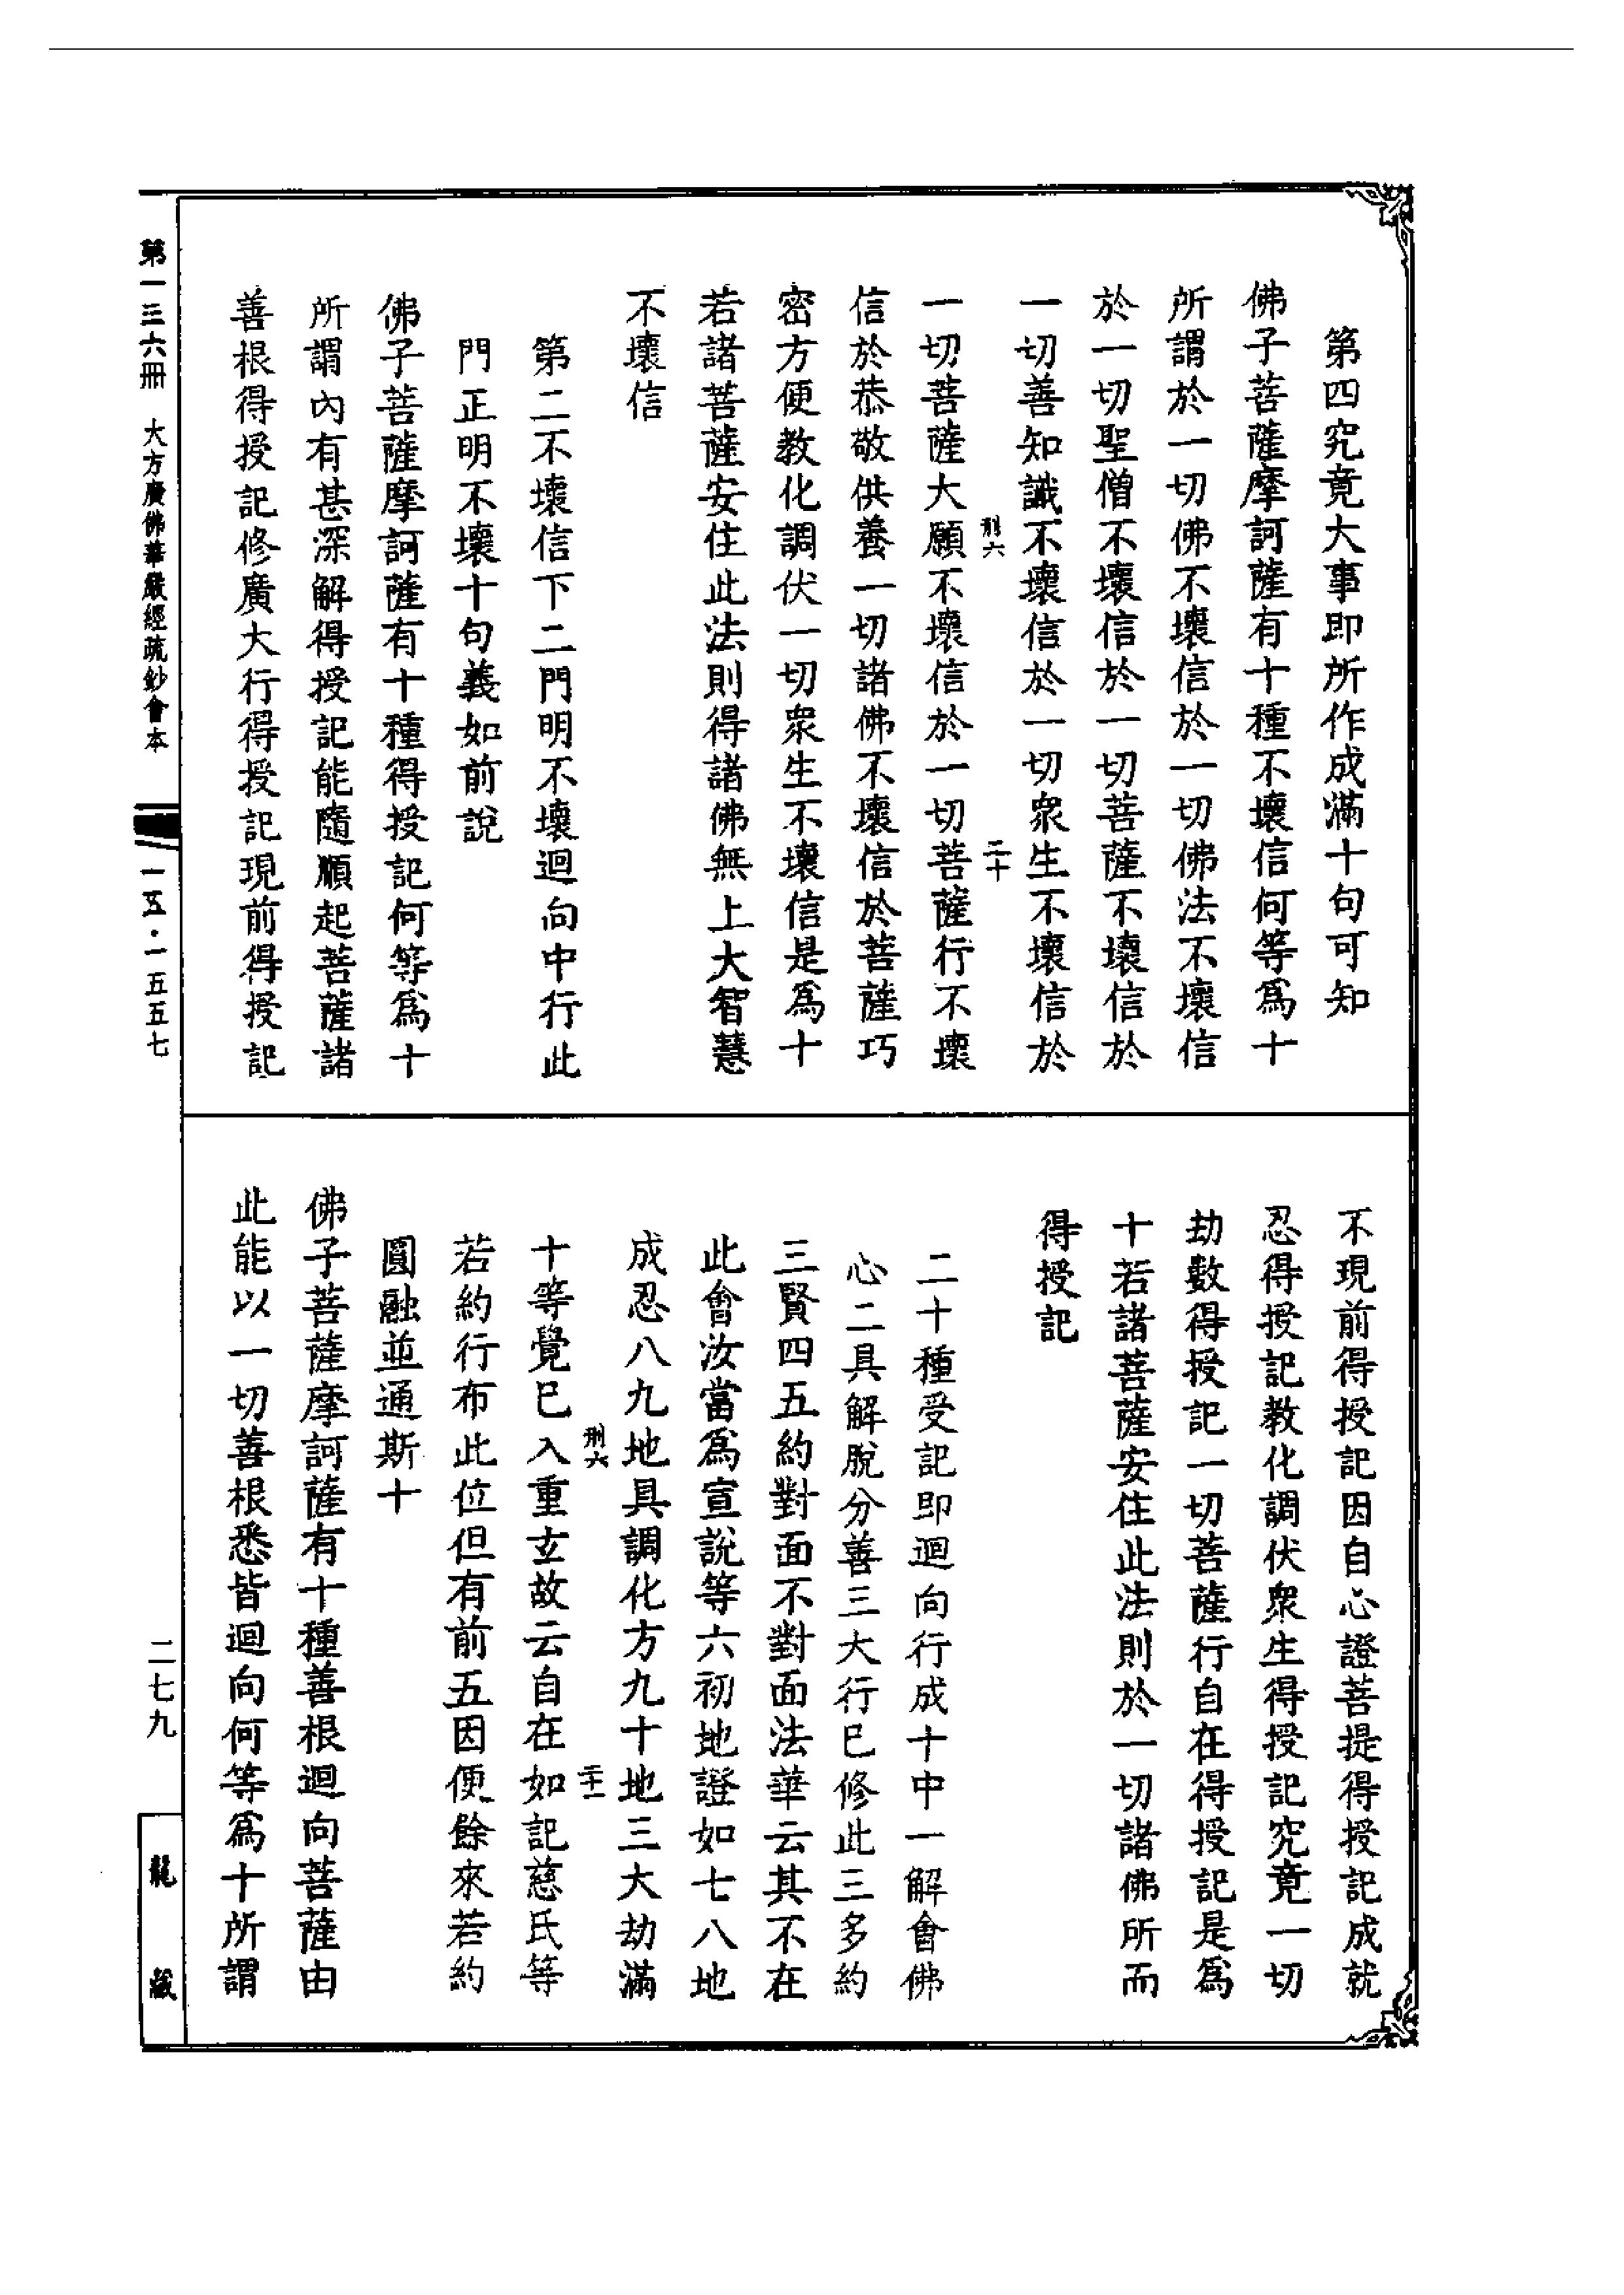 第四究竟大事即所作成滿十句可知
佛子菩薩摩訶薩有十種不壞信何等爲十
所謂於一切佛不壞信於一切佛法不壞信
於一切聖僧不壞信於一切菩薩不壞信於
一切善知識不壞信於一切衆生不壞信於
刑六 二十
一切菩薩大願不壞信於一切菩薩行不壞
信於恭敬供養一切諸佛不壞信於菩薩巧
密方便教化調伏一切衆生不壞信是爲十
若諸菩薩安住此法則得諸佛無上大智慧
不壞信
第二不壞信下二門明不壞迴向中行此
門正明不壞十句義如前說
佛子菩薩摩訶薩有十種得授記何等爲十
所謂內有甚深解得授記能隨順起菩薩諸
善根得授記修廣大行得授記現前得授記
不現前得授記因自心證菩提得授記成就
忍得授記教化調伏衆生得授記究竟一切
劫數得授記一切菩薩行自在得授記是爲
十若諸菩薩安住此法則於一切諸佛所而
得授記
二十種受記即迴向行成十中一解會佛
心二具解脫分善三大行巳修此三多約
三賢四五約對面不對面法華云其不在
此會汝當爲宣說等六初地證如七八地
成忍八九地具調化方九十地三大劫滿
刑六 二十一
十等覺巳入重玄故云自在如記慈氏等
若約行布此位但有前五因便餘來若約
圓融並通斯十
佛子菩薩摩訶薩有十種善根迴向菩薩由
此能以一切善根悉皆迴向何等爲十所謂
第一三六冊 大方廣佛華嚴經疏鈔會本 一五·一五五七
二七九
龍藏